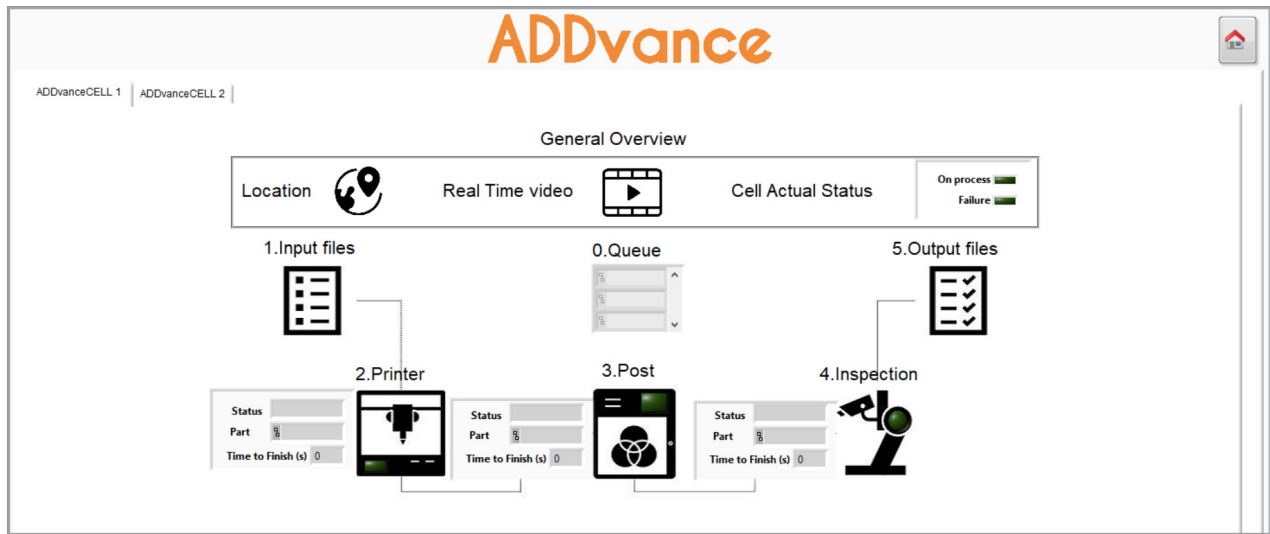 ADDvance
ADDvanceCELL 1 ADDvanceCELL 2
General Overview
Location Real Time video Cell Actual Status On process
Failure
1.Input files 0.Queue 5.Output files
2.Printer 3.Post 4.Inspection
Status
Part
Time to Finish (s) 0
Status
Part
Time to Finish (s) 0
Status
Part
Time to Finish (s) 0